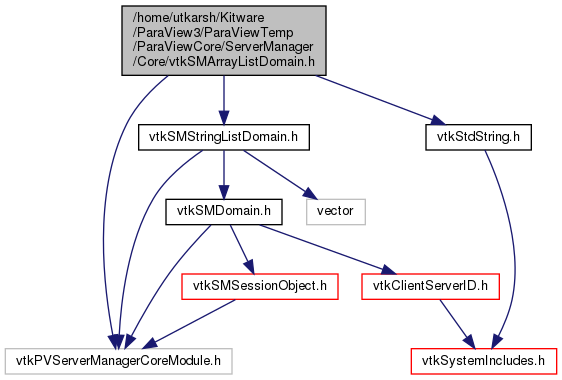 /home/utkarsh/Kitware
/ParaView3/ParaViewTemp
/ParaViewCore/ServerManager
/Core/vtkSMArrayListDomain.h
vtkSMStringListDomain.h
vtkStdString.h
vtkSMDomain.h
vector
vtkSMSessionObject.h
vtkClientServerID.h
vtkPVServerManagerCoreModule.h
vtkSystemIncludes.h